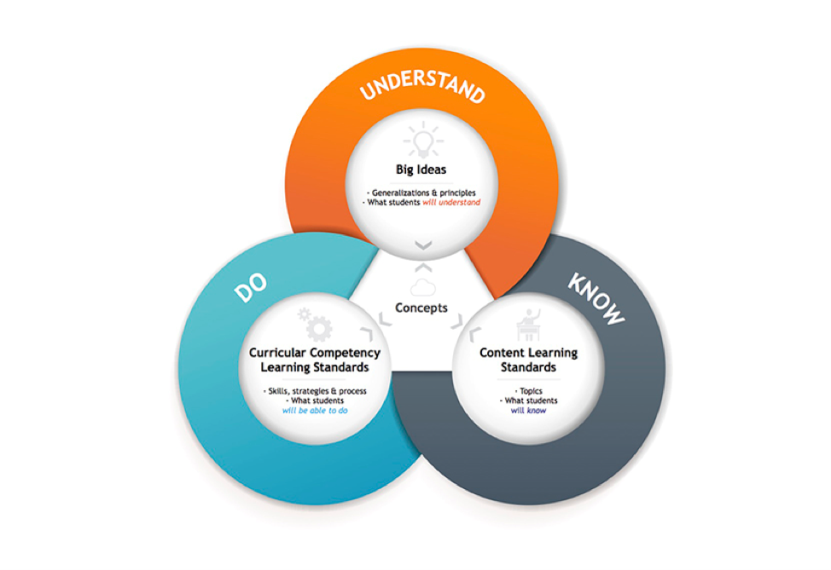 UNDERSTAND
Big Ideas
- Generalizations & principles
- What students will understand
Concepts
DO
Curricular Competency
Learning Standards
- Skills, strategies & process
- What students
will be able to do
KNOW
Content Learning
Standards
- Topics
- What students
will know